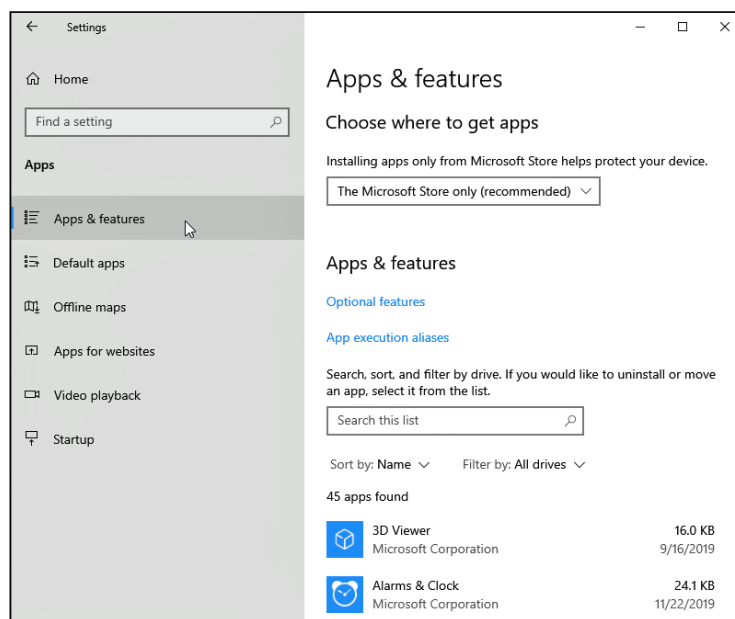 Settings
Home
Find a setting
Apps
Apps & features
Default apps
Offline maps
Apps for websites
Video playback
Startup
Apps & features
Choose where to get apps
Installing apps only from Microsoft Store helps protect your device.
The Microsoft Store only (recommended)
Apps & features
Optional features
App execution aliases
Search, sort, and filter by drive. If you would like to uninstall or move
an app, select it from the list.
Search this list
Sort by: Name Filter by: All drives
45 apps found
3D Viewer 16.0 KB
Microsoft Corporation 9/16/2019
Alarms & Clock 24.1 KB
Microsoft Corporation 11/22/2019